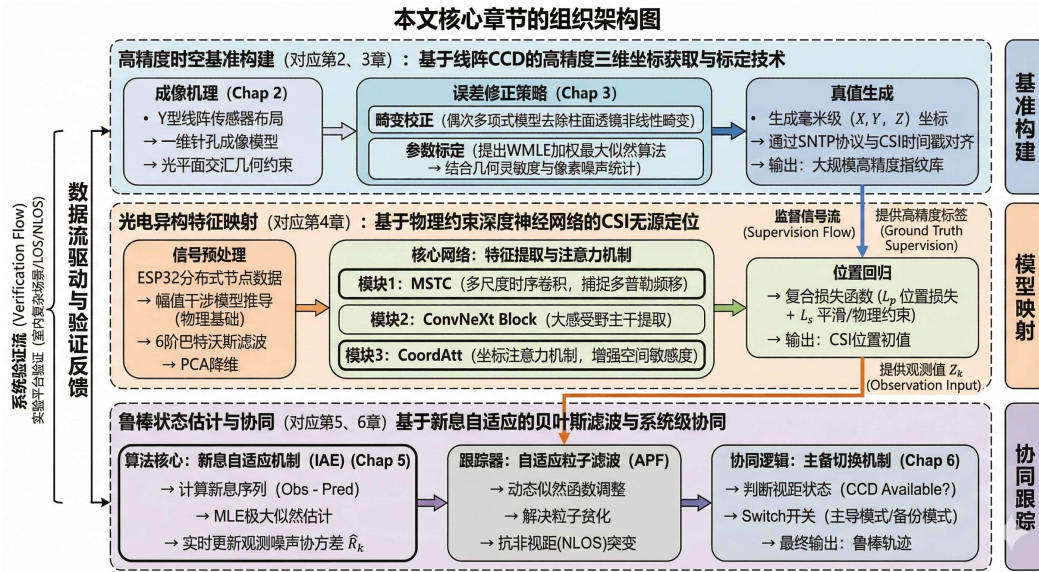 本文核心章节的组织架构图
高精度时空基准构建（对应第2、3章）：基于线阵CCD的高精度三维坐标获取与标定技术
成像机理（Chap 2）
• Y型线阵传感器布局
→ 一维针孔成像模型
→ 光平面交汇几何约束
误差修正策略（Chap 3）
畸变校正（偶次多项式模型去除柱面透镜非线性畸变）
参数标定（提出WMLE加权最大似然算法
→ 结合几何灵敏度与像素噪声统计）
真值生成
• 生成毫米级 (X, Y, Z) 坐标
→ 通过SNTP协议与CSI时间戳对齐
→ 输出：大规模高精度指纹库
基准构建
系统验证流 (Verification Flow)
实验平台验证（室内复杂场景/LOS/NLOS)
数据流驱动与验证反馈
光电异构特征映射（对应第4章）：基于物理约束深度神经网络的CSI无源定位
监督信号流
(Supervision Flow)
提供高精度标签
(Ground Truth
Supervision)
信号预处理
ESP32分布式节点数据
→ 幅值干涉模型推导
(物理基础)
→ 6阶巴特沃斯滤波
→ PCA降维
核心网络：特征提取与注意力机制
模块1：MSTC（多尺度时序卷积，捕捉多普勒频移）
模块2：ConvNeXt Block（大感受野主干提取）
模块3：CoordAtt（坐标注意力机制，增强空间敏感度）
位置回归
→ 复合损失函数 (Lₚ 位置损失
+ Lₛ 平滑/物理约束)
→ 输出：CSI位置初值
模型映射
提供观测值 Zₖ
(Observation Input)
鲁棒状态估计与协同（对应第5、6章）基于新息自适应的贝叶斯滤波与系统级协同
算法核心：新息自适应机制 (IAE) (Chap 5)
→ 计算新息序列（Obs - Pred）
→ MLE极大似然估计
→ 实时更新观测噪声协方差 R̂ₖ
跟踪器：自适应粒子滤波（APF）
→ 动态似然函数调整
→ 解决粒子贫化
→ 抗非视距(NLOS)突变
协同逻辑：主备切换机制（Chap 6）
→ 判断视距状态（CCD Available?）
→ Switch开关（主导模式/备份模式）
→ 最终输出：鲁棒轨迹
协同跟踪